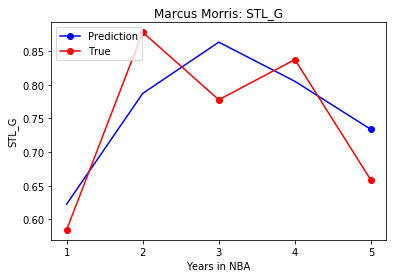 Marcus Morris: STL_G
Prediction
True
0.85
0.80
0.75
0.70
0.65
0.60
STL_G
1 2 3 4 5
Years in NBA